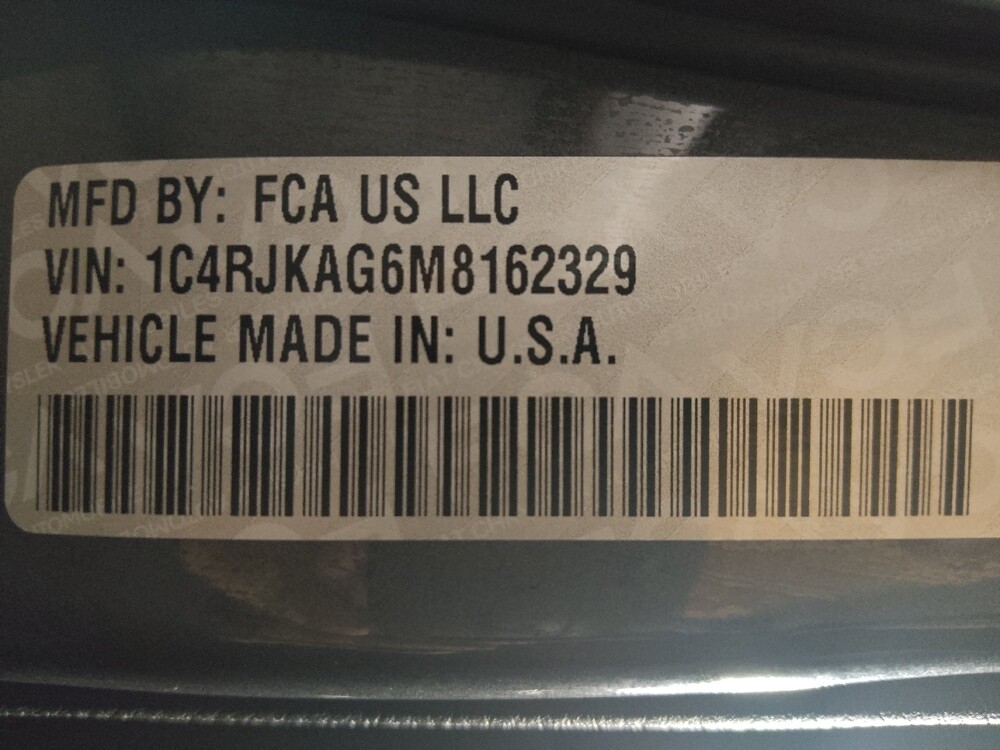 MFD BY: FCA US LLC
VIN: 1C4RJKAG6M8162329
VEHICLE MADE IN: U.S.A.